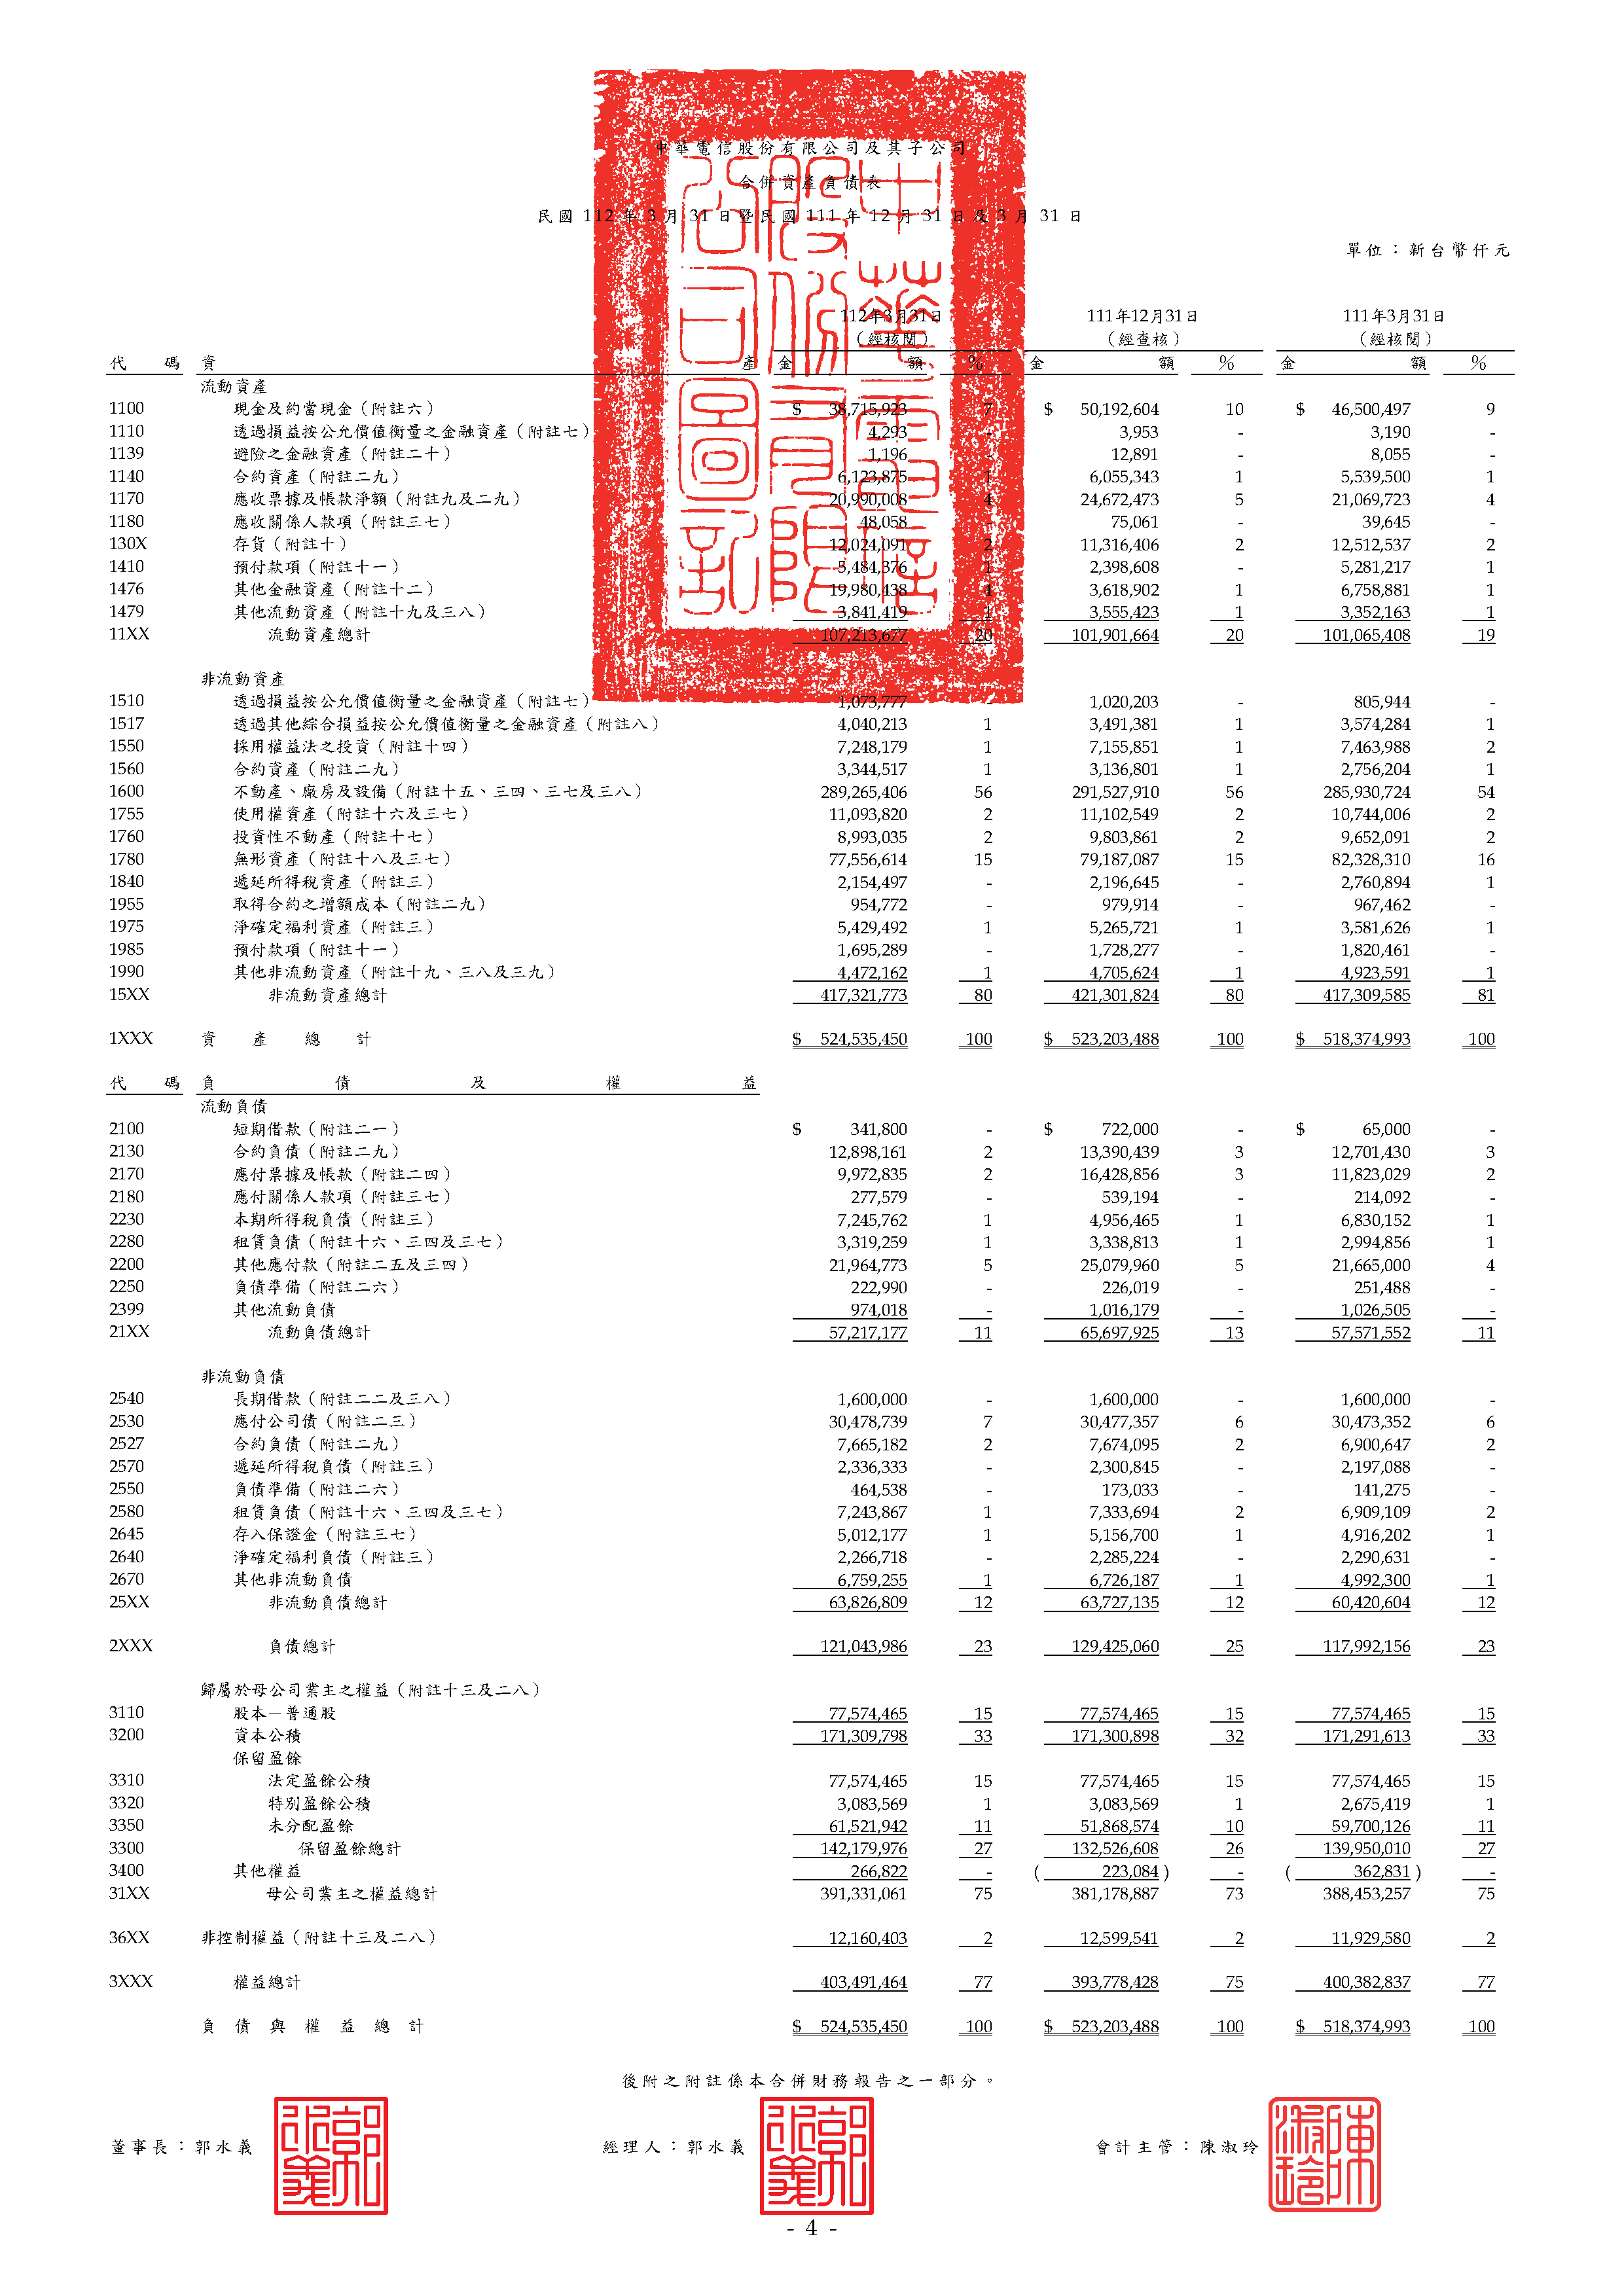 中華電信股份有限公司及其子公司
合併資產負債表
民國 112 年 3 月 31 日暨民國 111 年 12 月 31 日及 3 月 31 日
單位：新台幣仟元
112年3月31日 111年12月31日 111年3月31日
（經核閱） （經查核） （經核閱）
代 碼 資 產 金 額 % 金 額 % 金 額 %
流動資產
1100 現金及約當現金（附註六） $ 38,715,923 7 $ 50,192,604 10 $ 46,500,497 9
1110 透過損益按公允價值衡量之金融資產（附註七） 4,293 - 3,953 - 3,190 -
1139 避險之金融資產（附註二十） 1,196 - 12,891 - 8,055 -
1140 合約資產（附註二九） 6,123,875 1 6,055,343 1 5,539,500 1
1170 應收票據及帳款淨額（附註九及二九） 20,990,008 4 24,672,473 5 21,069,723 4
1180 應收關係人款項（附註三七） 48,058 - 75,061 - 39,645 -
130X 存貨（附註十） 12,024,091 2 11,316,406 2 12,512,537 2
1410 預付款項（附註十一） 5,484,376 1 2,398,608 - 5,281,217 1
1476 其他金融資產（附註十二） 19,980,438 4 3,618,902 1 6,758,881 1
1479 其他流動資產（附註十九及三八） 3,841,419 1 3,555,423 1 3,352,163 1
11XX 流動資產總計 107,213,677 20 101,901,664 20 101,065,408 19
非流動資產
1510 透過損益按公允價值衡量之金融資產（附註七） 1,073,777 - 1,020,203 - 805,944 -
1517 透過其他綜合損益按公允價值衡量之金融資產（附註八） 4,040,213 1 3,491,381 1 3,574,284 1
1550 採用權益法之投資（附註十四） 7,248,179 1 7,155,851 1 7,463,988 2
1560 合約資產（附註二九） 3,344,517 1 3,136,801 1 2,756,204 1
1600 不動產、廠房及設備（附註十五、三四、三七及三八） 289,265,406 56 291,527,910 56 285,930,724 54
1755 使用權資產（附註十六及三七） 11,093,820 2 11,102,549 2 10,744,006 2
1760 投資性不動產（附註十七） 8,993,035 2 9,803,861 2 9,652,091 2
1780 無形資產（附註十八及三七） 77,556,614 15 79,187,087 15 82,328,310 16
1840 遞延所得稅資產（附註三） 2,154,497 - 2,196,645 - 2,760,894 1
1955 取得合約之增額成本（附註二九） 954,772 - 979,914 - 967,462 -
1975 淨確定福利資產（附註三） 5,429,492 1 5,265,721 1 3,581,626 1
1985 預付款項（附註十一） 1,695,289 - 1,728,277 - 1,820,461 -
1990 其他非流動資產（附註十九、三八及三九） 4,472,162 1 4,705,624 1 4,923,591 1
15XX 非流動資產總計 417,321,773 80 421,301,824 80 417,309,585 81
1XXX 資 產 總 計 $ 524,535,450 100 $ 523,203,488 100 $ 518,374,993 100
代 碼 負 債 及 權 益
流動負債
2100 短期借款（附註二一） $ 341,800 - $ 722,000 - $ 65,000 -
2130 合約負債（附註二九） 12,898,161 2 13,390,439 3 12,701,430 3
2170 應付票據及帳款（附註二四） 9,972,835 2 16,428,856 3 11,823,029 2
2180 應付關係人款項（附註三七） 277,579 - 539,194 - 214,092 -
2230 本期所得稅負債（附註三） 7,245,762 1 4,956,465 1 6,830,152 1
2280 租賃負債（附註十六、三四及三七） 3,319,259 1 3,338,813 1 2,994,856 1
2200 其他應付款（附註二五及三四） 21,964,773 5 25,079,960 5 21,665,000 4
2250 負債準備（附註二六） 222,990 - 226,019 - 251,488 -
2399 其他流動負債 974,018 - 1,016,179 - 1,026,505 -
21XX 流動負債總計 57,217,177 11 65,697,925 13 57,571,552 11
非流動負債
2540 長期借款（附註二二及三八） 1,600,000 - 1,600,000 - 1,600,000 -
2530 應付公司債（附註二三） 30,478,739 7 30,477,357 6 30,473,352 6
2527 合約負債（附註二九） 7,665,182 2 7,674,095 2 6,900,647 2
2570 遞延所得稅負債（附註三） 2,336,333 - 2,300,845 - 2,197,088 -
2550 負債準備（附註二六） 464,538 - 173,033 - 141,275 -
2580 租賃負債（附註十六、三四及三七） 7,243,867 1 7,333,694 2 6,909,109 2
2645 存入保證金（附註三七） 5,012,177 1 5,156,700 1 4,916,202 1
2640 淨確定福利負債（附註三） 2,266,718 - 2,285,224 - 2,290,631 -
2670 其他非流動負債 6,759,255 1 6,726,187 1 4,992,300 1
25XX 非流動負債總計 63,826,809 12 63,727,135 12 60,420,604 12
2XXX 負債總計 121,043,986 23 129,425,060 25 117,992,156 23
歸屬於母公司業主之權益（附註十三及二八）
3110 股本－普通股 77,574,465 15 77,574,465 15 77,574,465 15
3200 資本公積 171,309,798 33 171,300,898 32 171,291,613 33
保留盈餘
3310 法定盈餘公積 77,574,465 15 77,574,465 15 77,574,465 15
3320 特別盈餘公積 3,083,569 1 3,083,569 1 2,675,419 1
3350 未分配盈餘 61,521,942 11 51,868,574 10 59,700,126 11
3300 保留盈餘總計 142,179,976 27 132,526,608 26 139,950,010 27
3400 其他權益 266,822 - ( 223,084 ) - ( 362,831 ) -
31XX 母公司業主之權益總計 391,331,061 75 381,178,887 73 388,453,257 75
36XX 非控制權益（附註十三及二八） 12,160,403 2 12,599,541 2 11,929,580 2
3XXX 權益總計 403,491,464 77 393,778,428 75 400,382,837 77
負 債 與 權 益 總 計 $ 524,535,450 100 $ 523,203,488 100 $ 518,374,993 100
後附之附註係本合併財務報告之一部分。
董事長：郭水義 經理人：郭水義 會計主管：陳淑玲
- 4 -